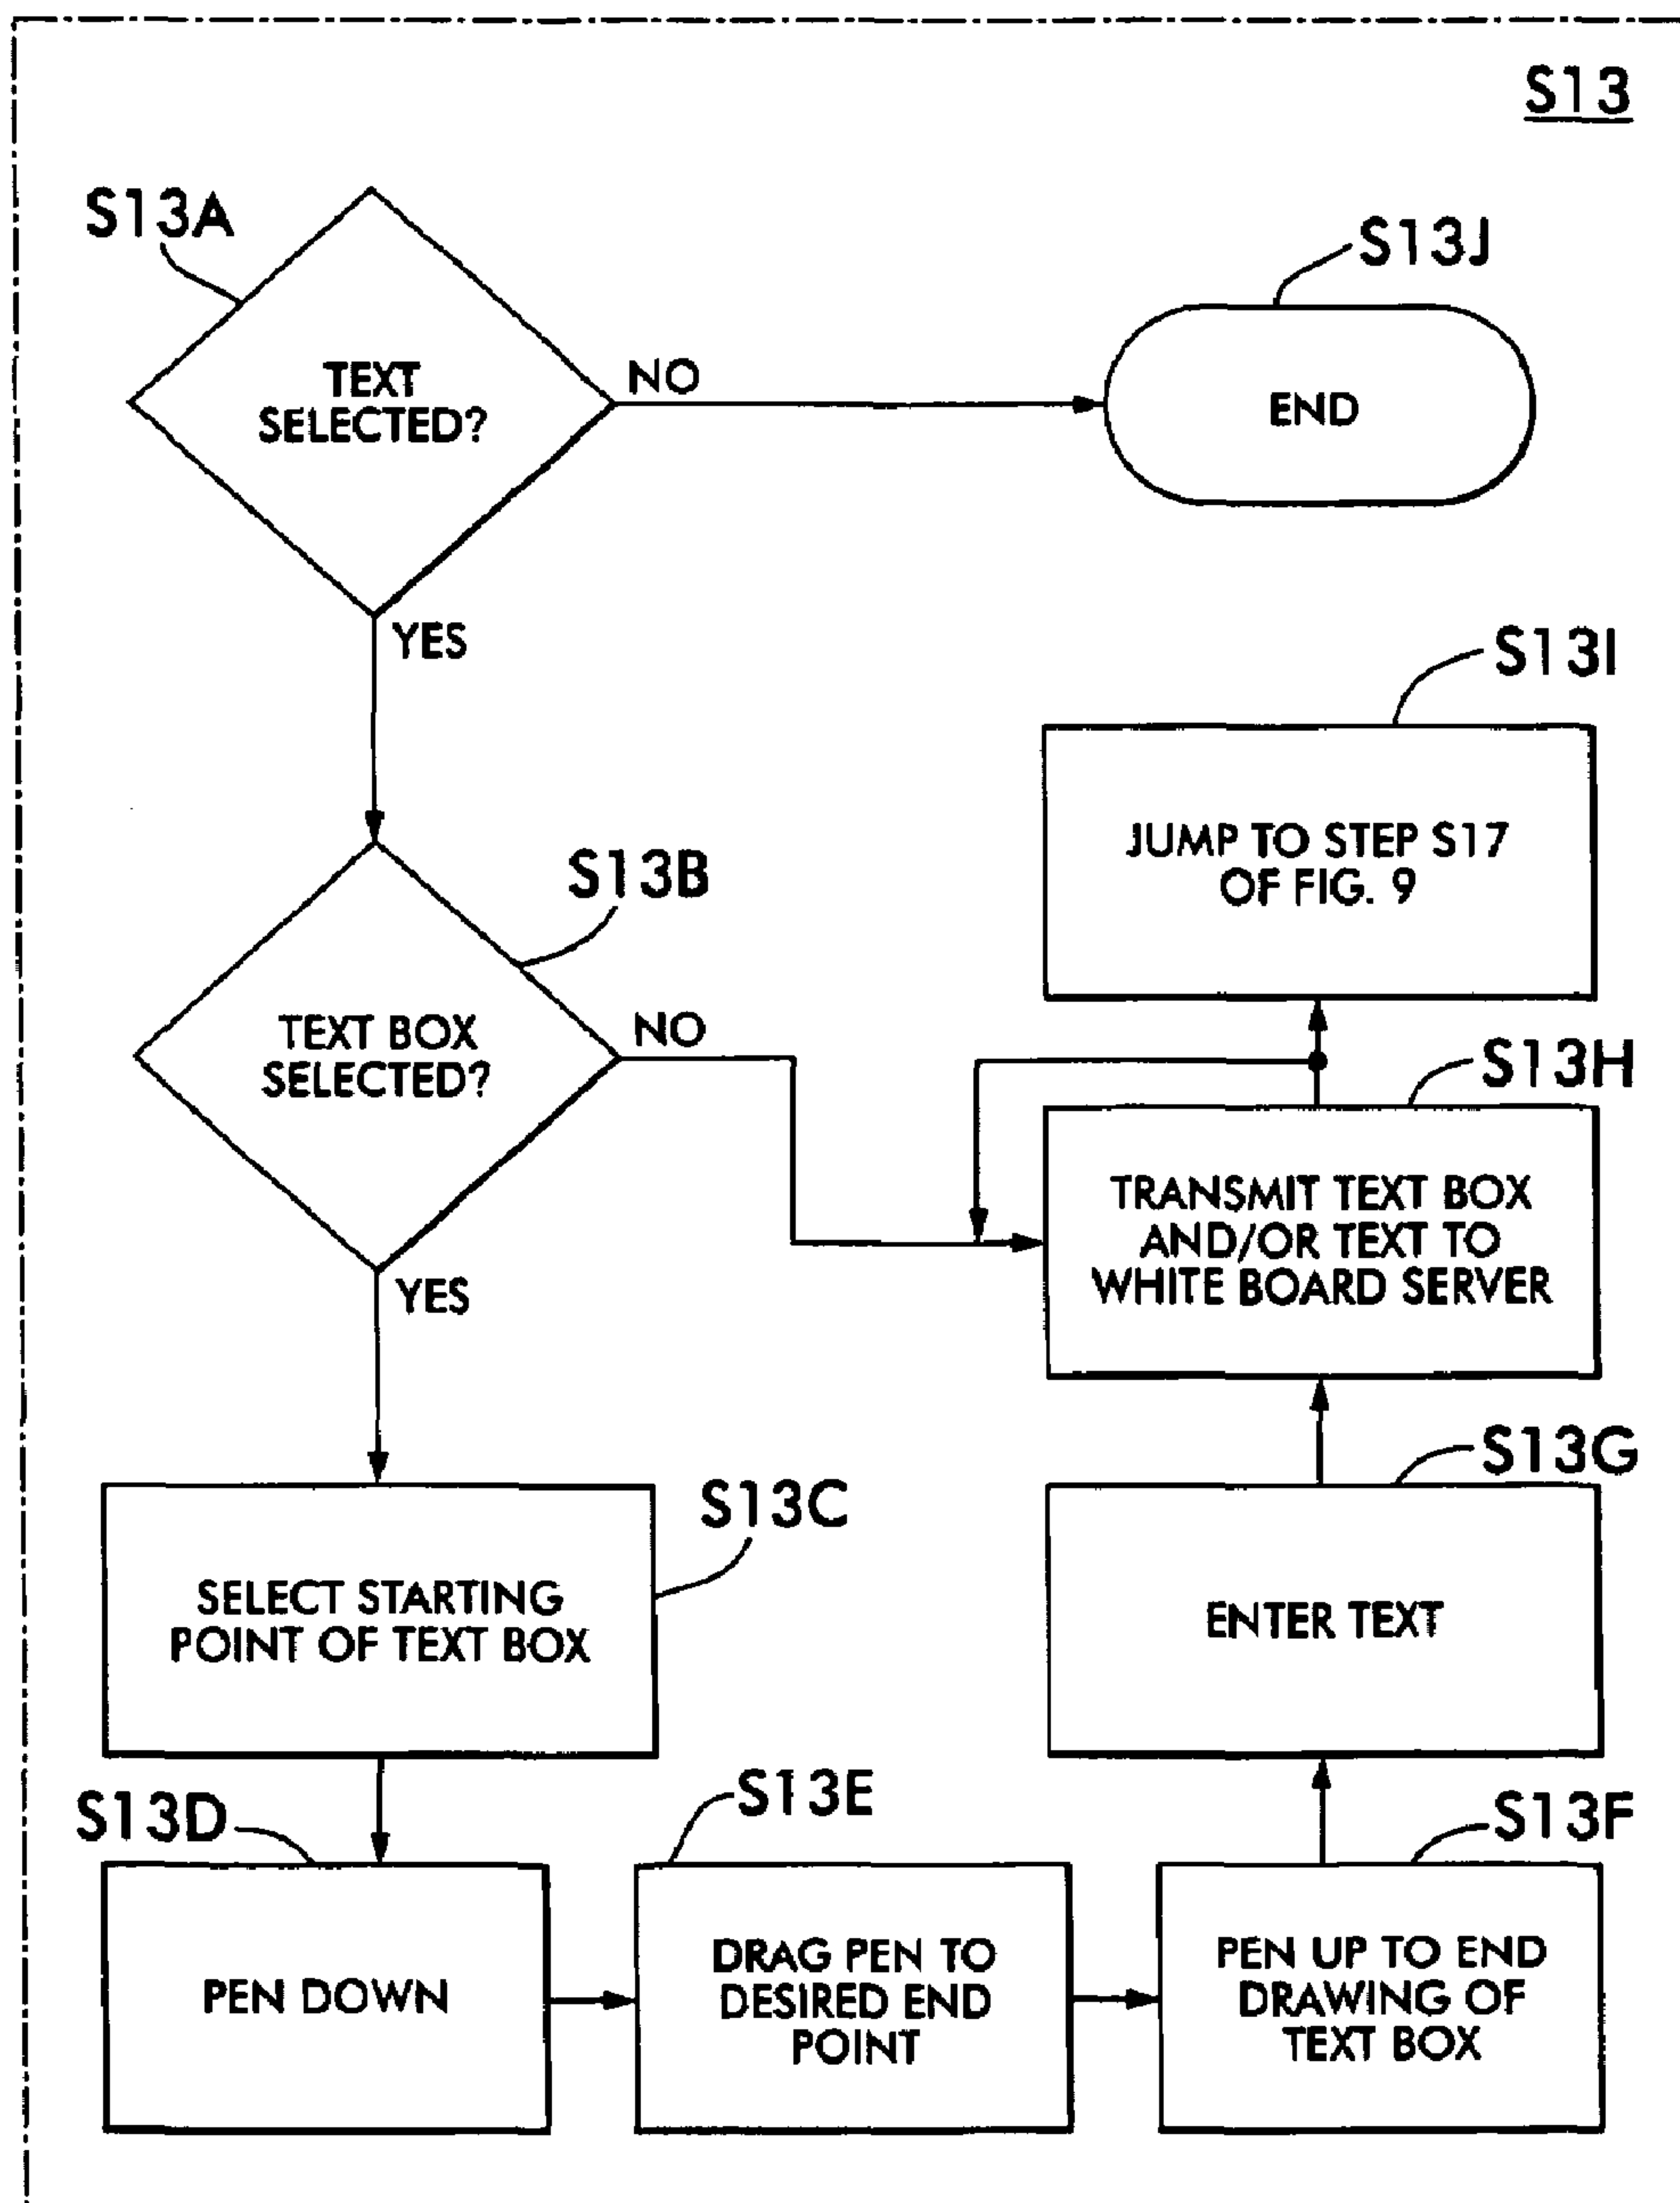 S13
S13A
S13J
TEXT
SELECTED?
NO
END
YES
S13I
JUMP TO STEP S17
OF FIG. 9
S13B
TEXT BOX
SELECTED?
NO
S13H
TRANSMIT TEXT BOX
AND/OR TEXT TO
WHITE BOARD SERVER
YES
S13C
SELECT STARTING
POINT OF TEXT BOX
S13G
ENTER TEXT
S13D
PEN DOWN
S13E
DRAG PEN TO
DESIRED END
POINT
S13F
PEN UP TO END
DRAWING OF
TEXT BOX